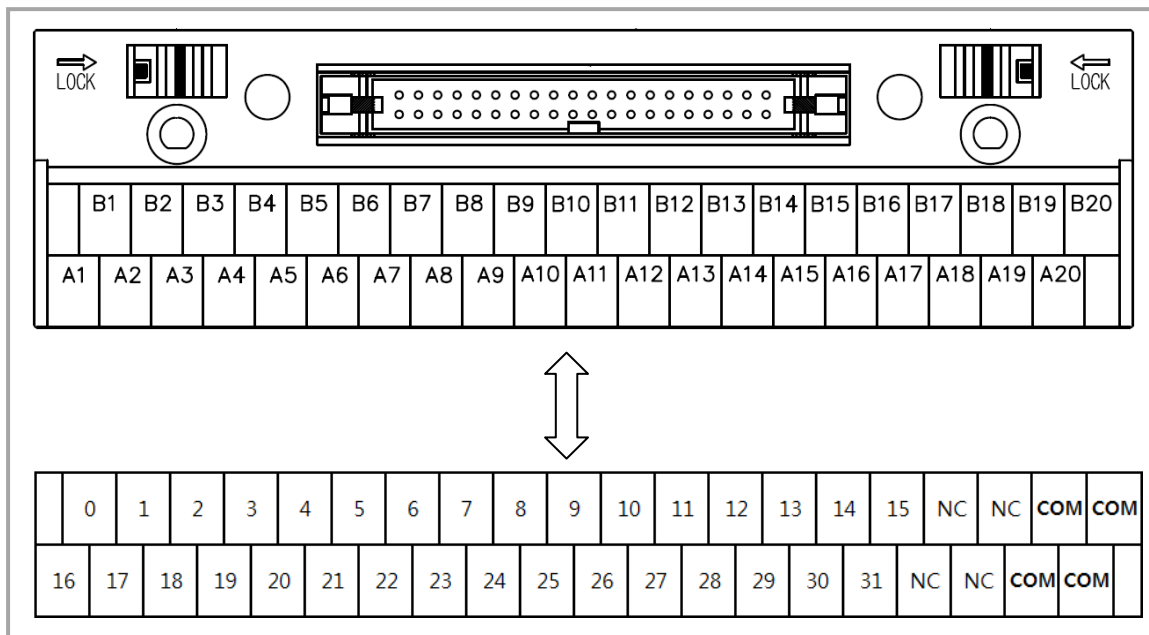 LOCK LOCK
B1 B2 B3 B4 B5 B6 B7 B8 B9 B10 B11 B12 B13 B14 B15 B16 B17 B18 B19 B20
A1 A2 A3 A4 A5 A6 A7 A8 A9 A10 A11 A12 A13 A14 A15 A16 A17 A18 A19 A20
0 1 2 3 4 5 6 7 8 9 10 11 12 13 14 15 NC NC COM COM
16 17 18 19 20 21 22 23 24 25 26 27 28 29 30 31 NC NC COM COM